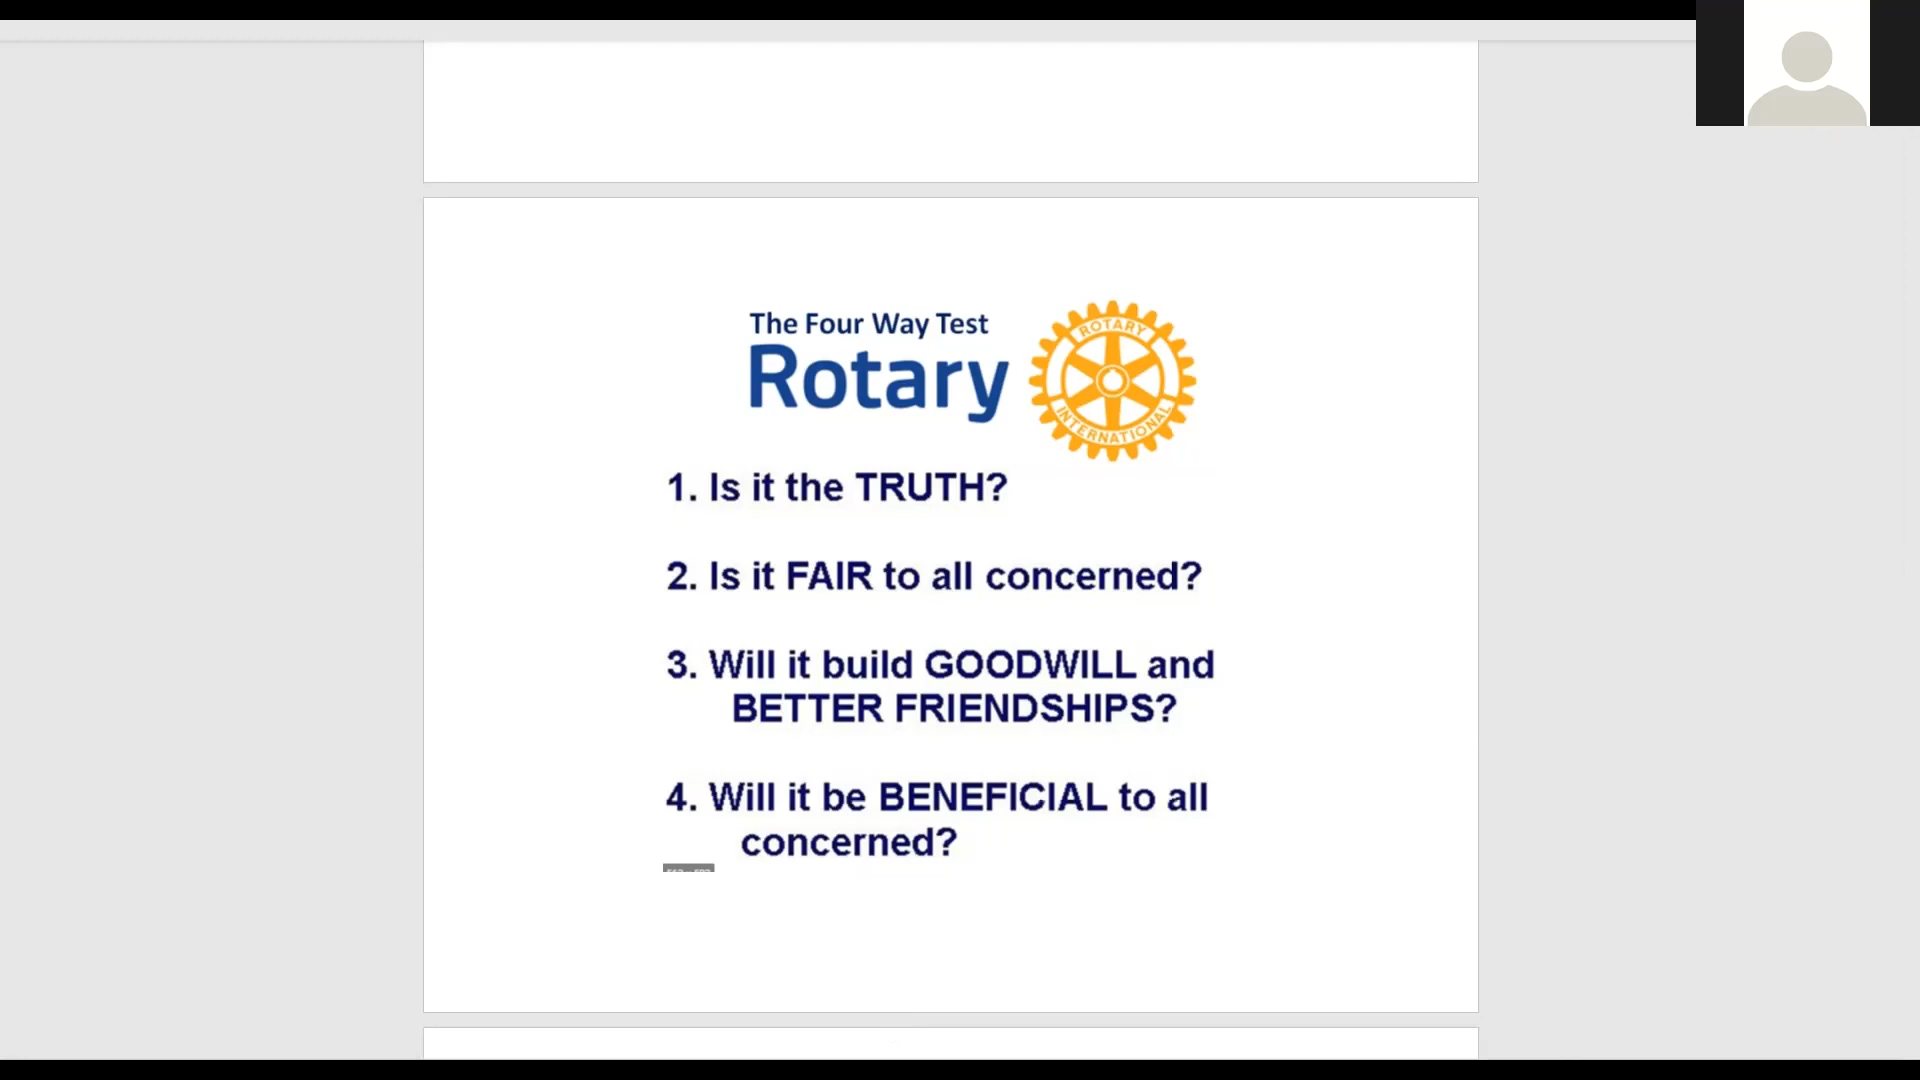 The Four Way Test
Rotary
ROTARY
INTERNATIONAL
1. Is it the TRUTH?
2. Is it FAIR to all concerned?
3. Will it build GOODWILL and
BETTER FRIENDSHIPS?
4. Will it be BENEFICIAL to all
concerned?